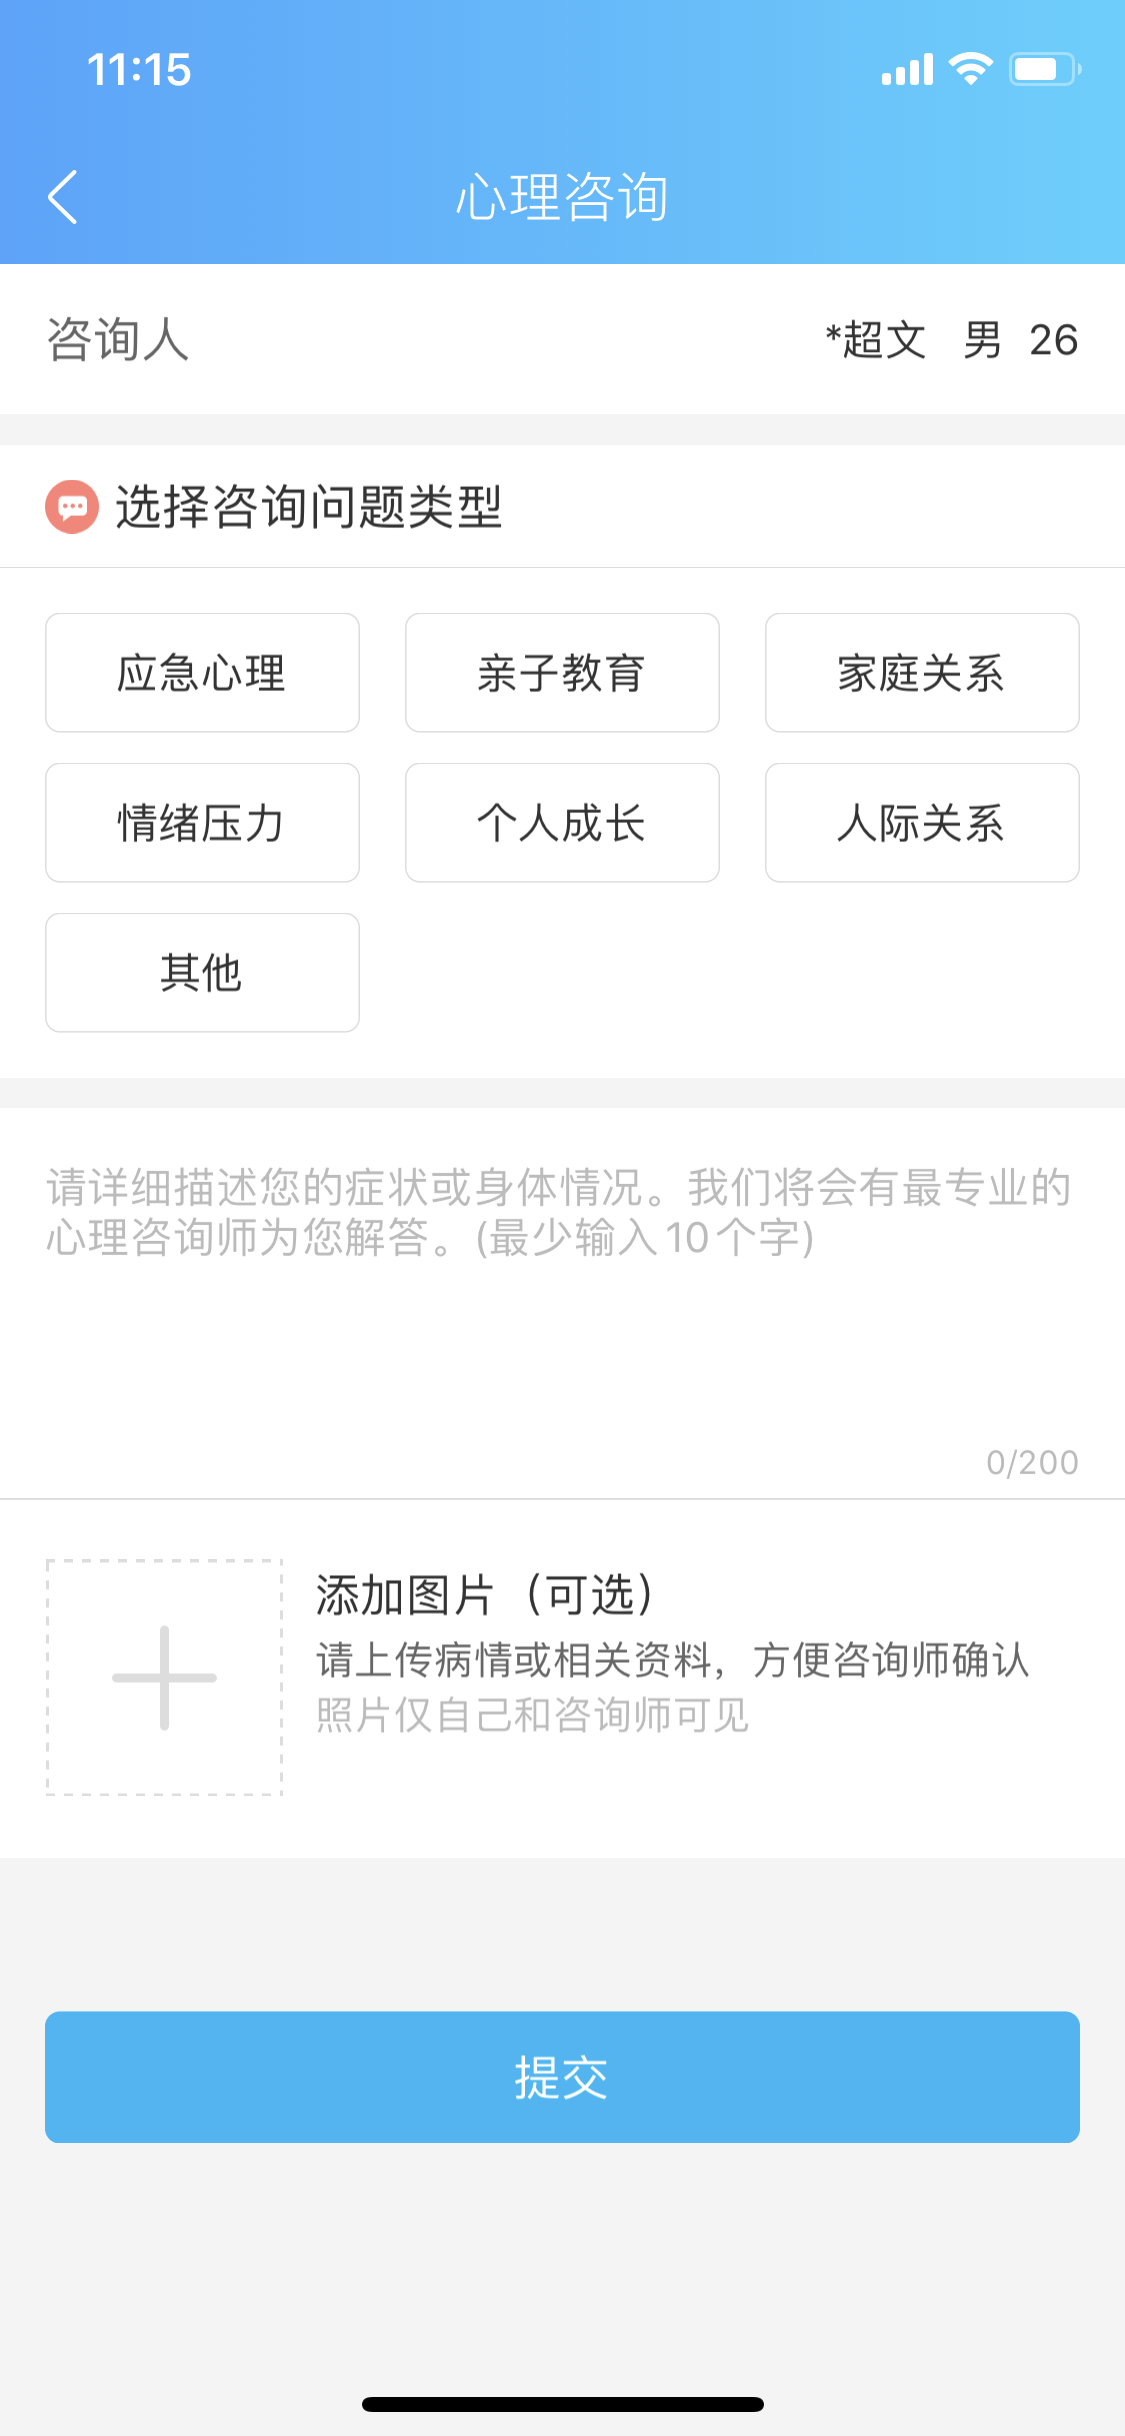 11:15
心理咨询
咨询人
*超文 男 26
选择咨询问题类型
应急心理 亲子教育 家庭关系
情绪压力 个人成长 人际关系
其他
请详细描述您的症状或身体情况。我们将会有最专业的
心理咨询师为您解答。(最少输入10个字)
0/200
添加图片（可选）
请上传病情或相关资料，方便咨询师确认
照片仅自己和咨询师可见
提交